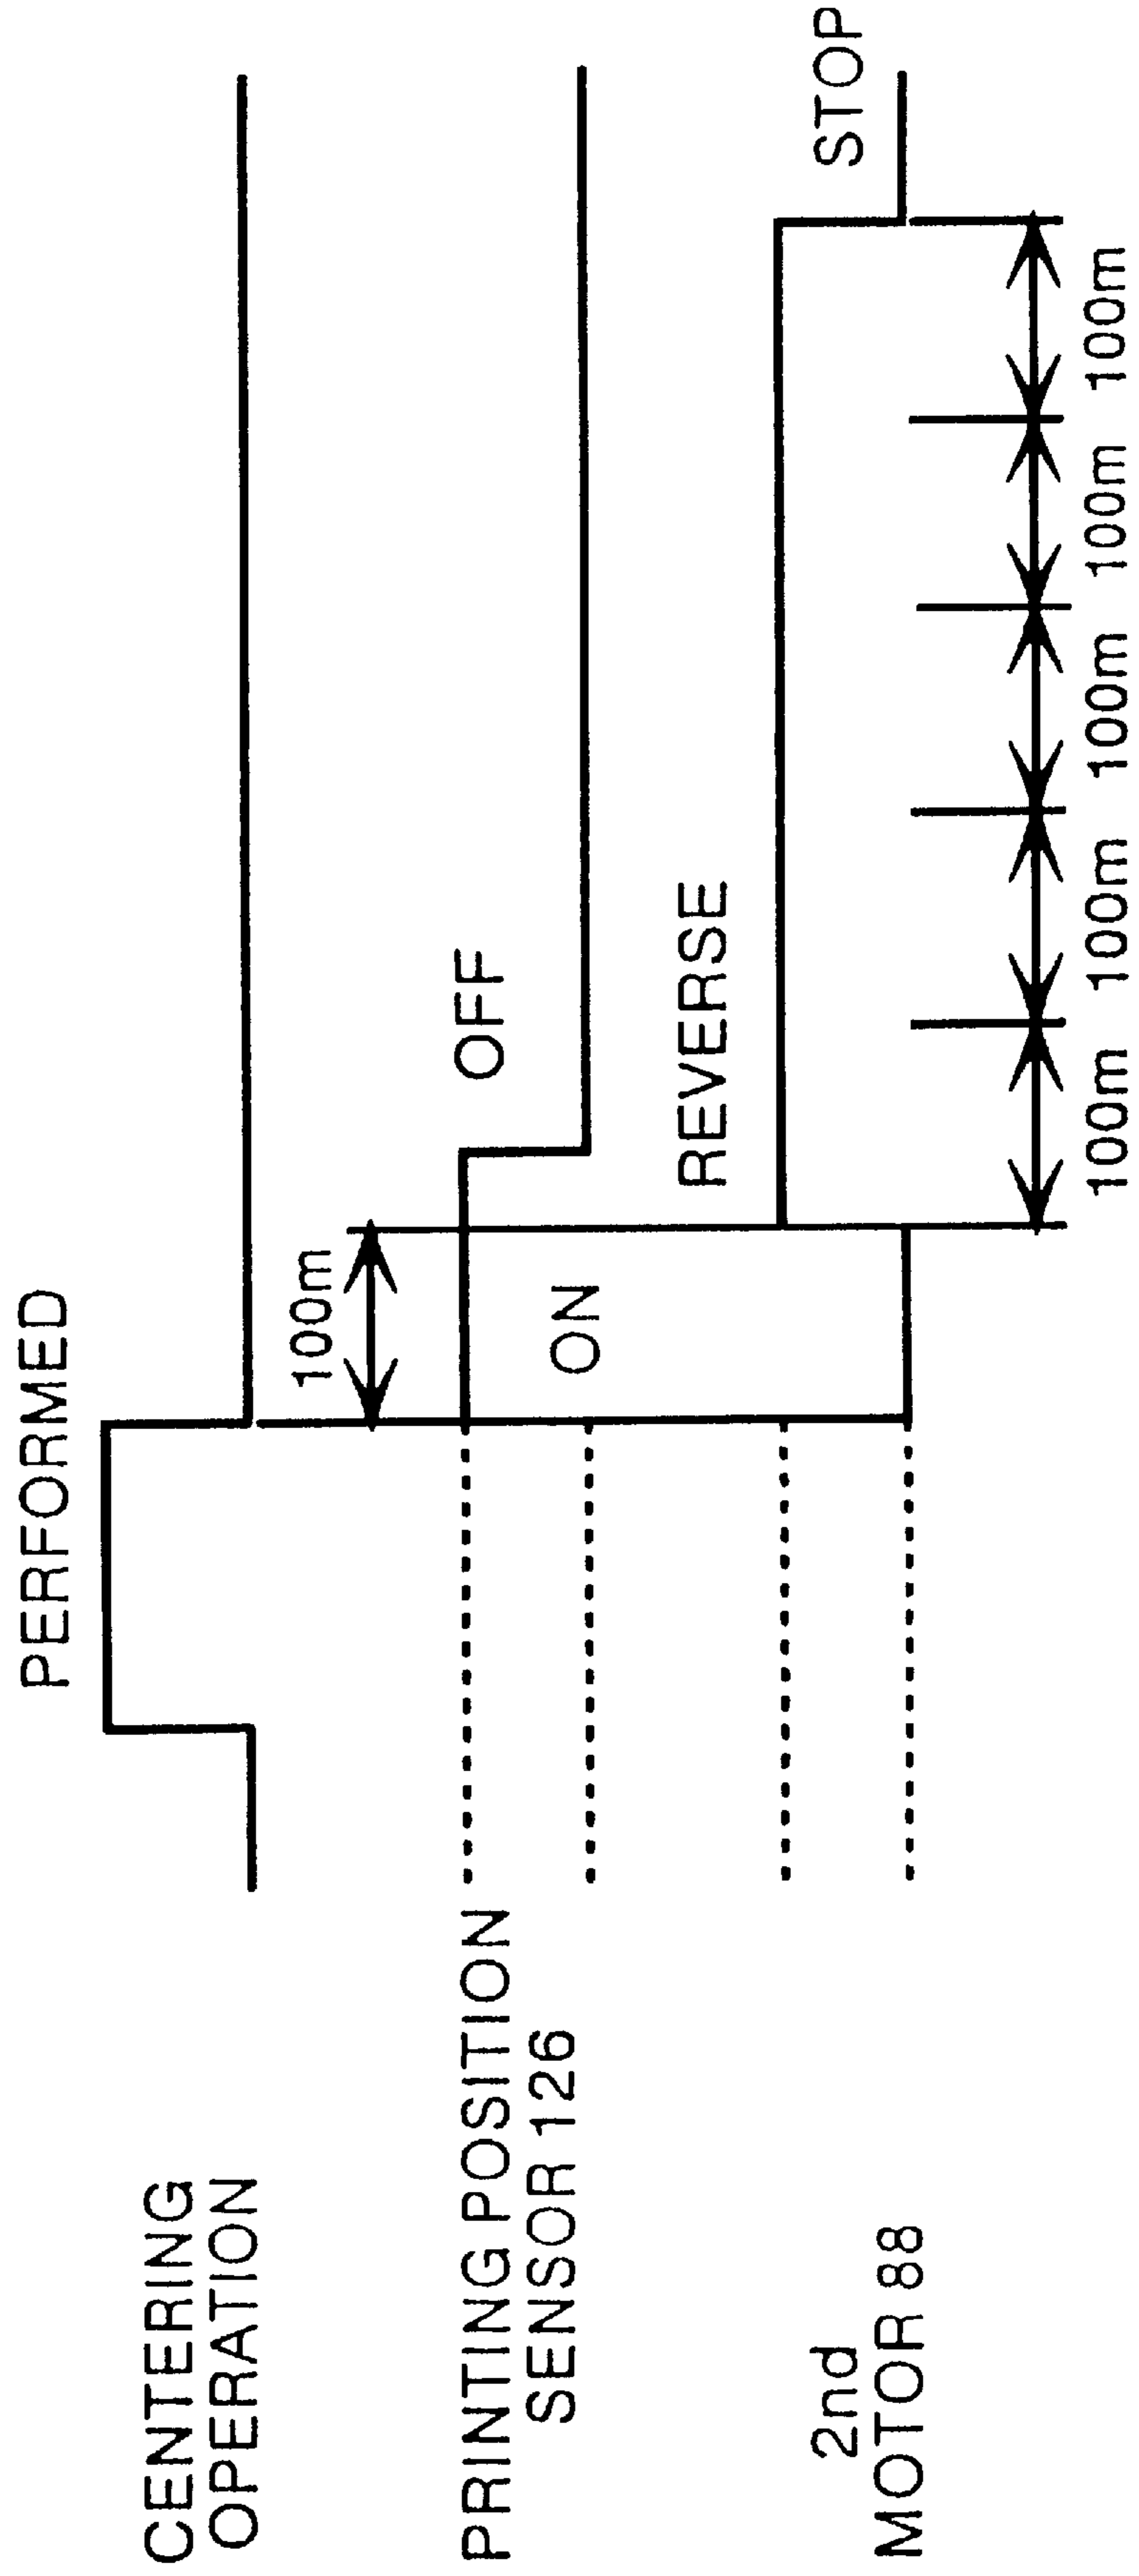 PERFORMED
CENTERING
OPERATION
100m
OFF
PRINTING POSITION
SENSOR 126
ON
REVERSE
STOP
2nd
MOTOR 88
100m
100m
100m
100m
100m